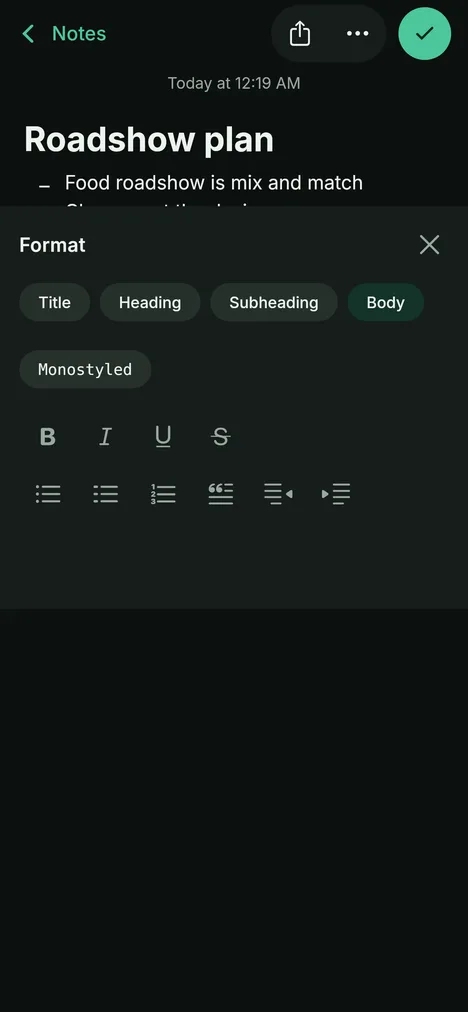 Notes
Today at 12:19 AM
Roadshow plan
– Food roadshow is mix and match
Format
Title Heading Subheading Body
Monostyled
B I U S